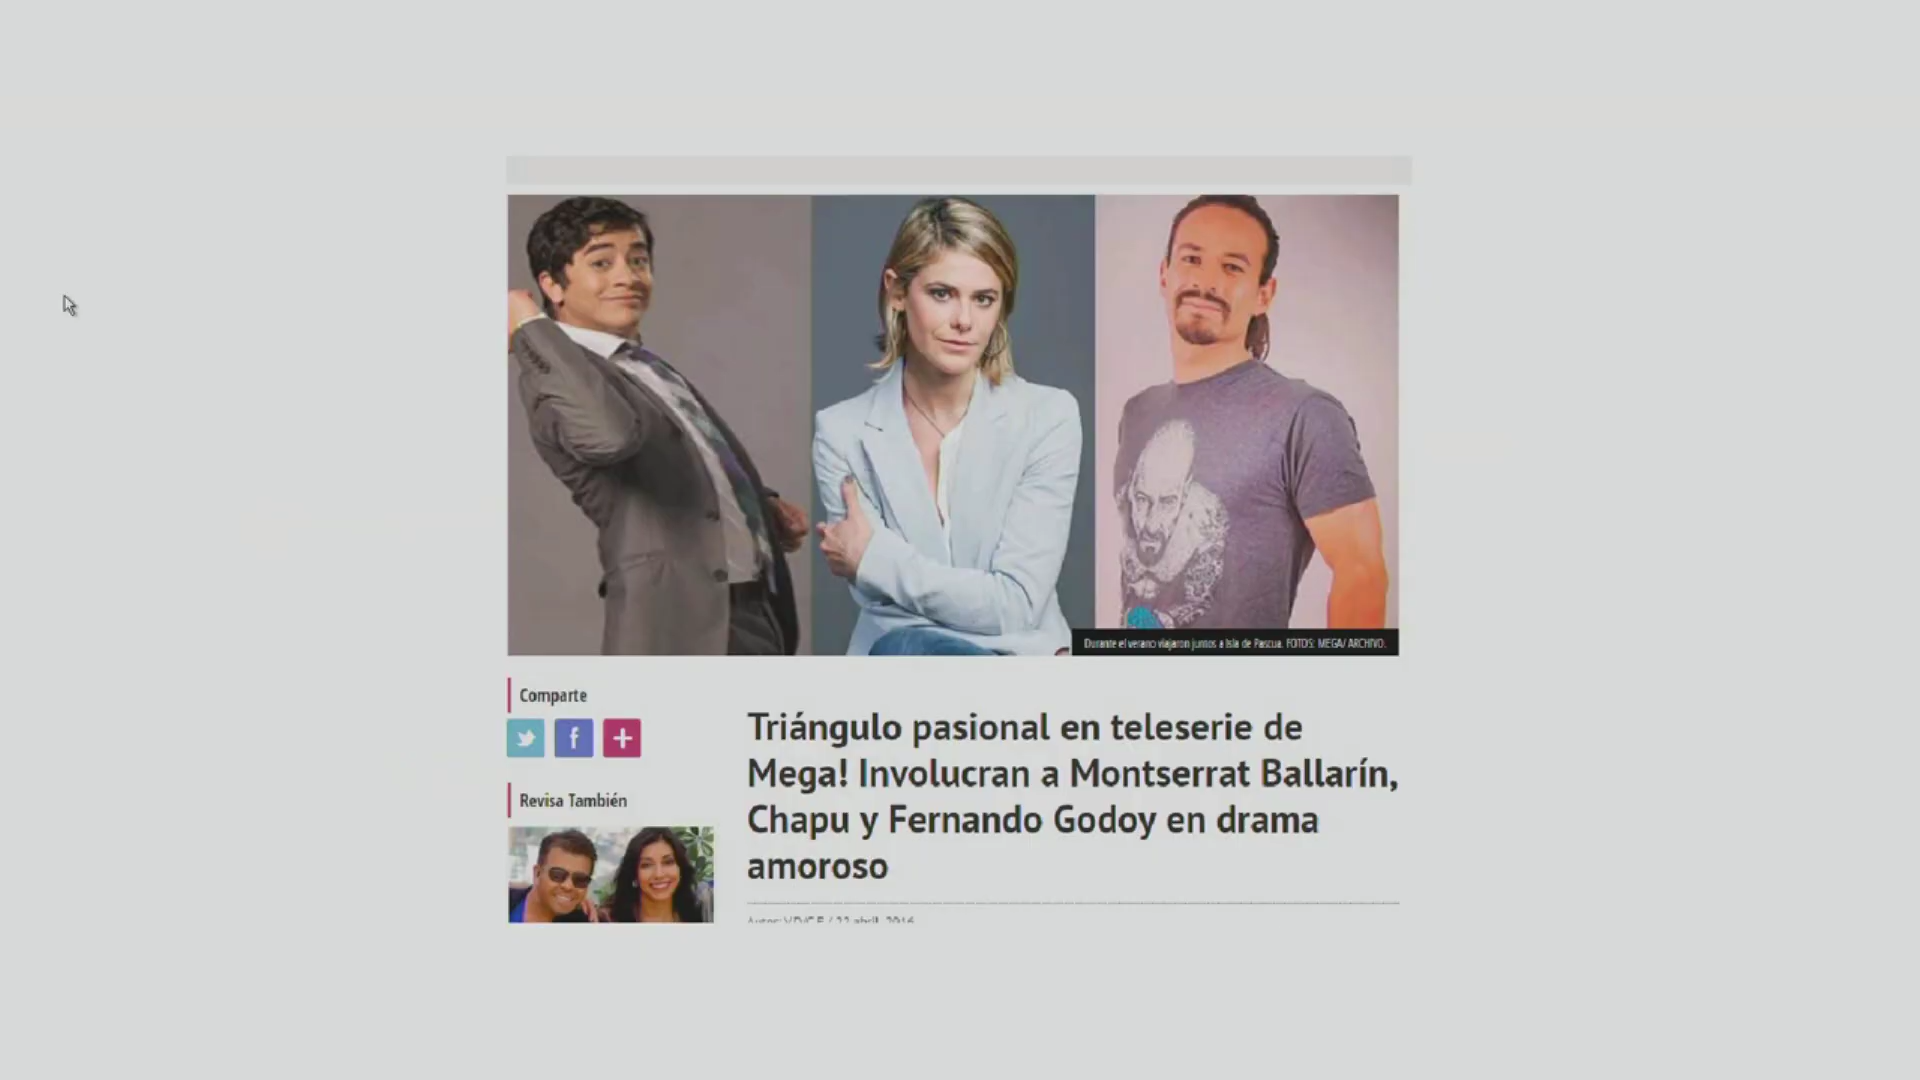 Durante el verano viajaron juntos a Isla de Pascua. FOTOS: MEGA/ ARCHIVO.
Comparte
Revisa También
Triángulo pasional en teleserie de
Mega! Involucran a Montserrat Ballarín,
Chapu y Fernando Godoy en drama
amoroso